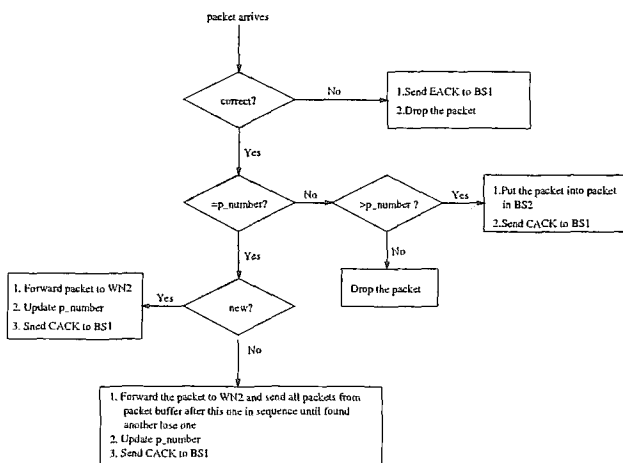 packet arrives
correct?
No
1.Send EACK to BS1
2.Drop the packet
Yes
=p_number?
No
>p_number ?
Yes
1.Put the packet into packet
in BS2
2.Send CACK to BS1
Yes
No
Drop the packet
1. Forward packet to WN2
2. Update p_number
3. Sned CACK to BS1
Yes
new?
No
1. Forward the packet to WN2 and send all packets from
packet buffer after this one in sequence until found
another lose one
2. Update p_number
3. Send CACK to BS1